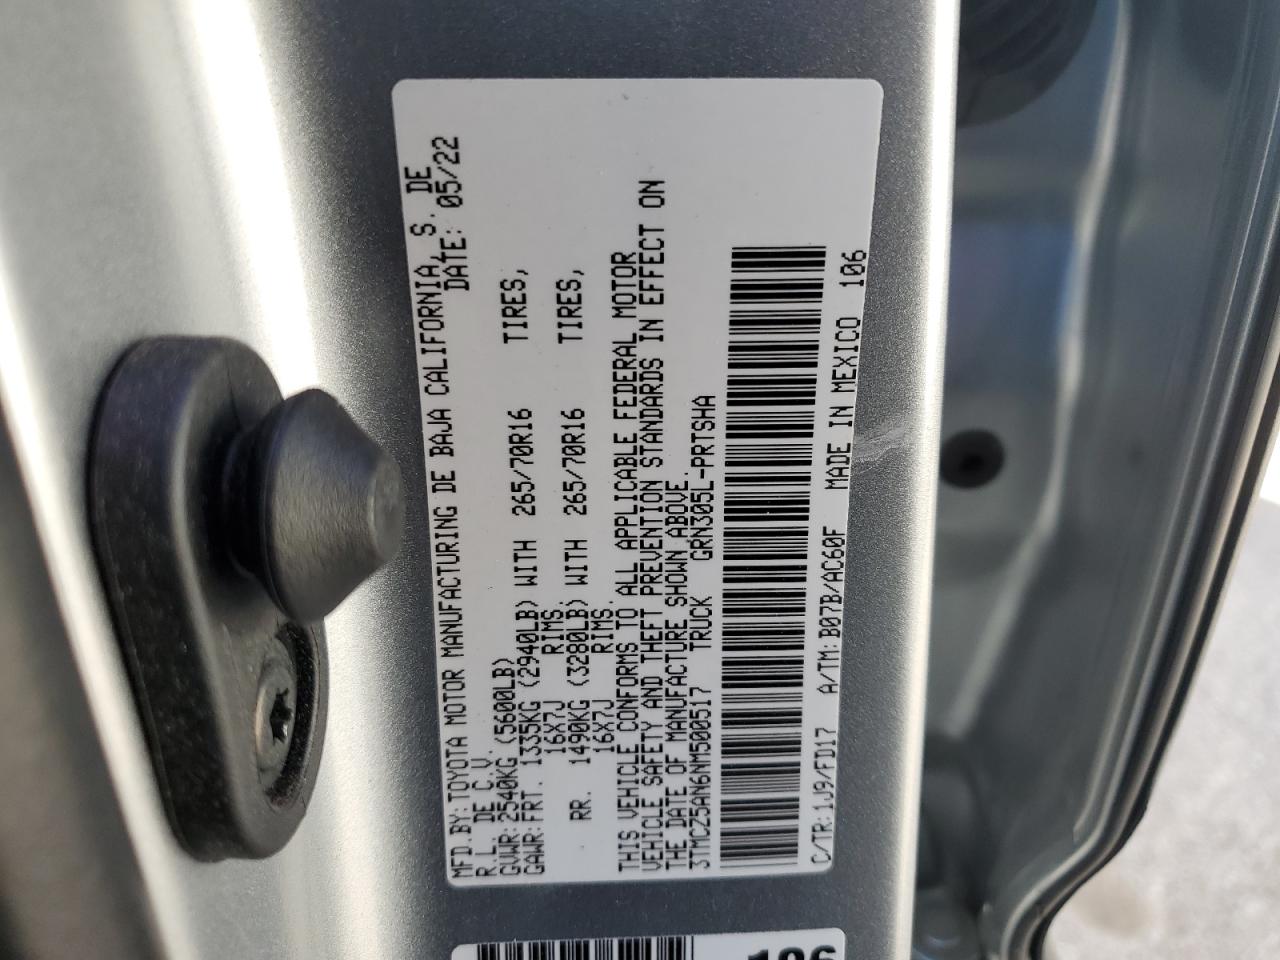 MFD.BY:TOYOTA MOTOR MANUFACTURING DE BAJA CALIFORNIA, S. DE
R.L. DE C.V. DATE: 05/22
GVWR:2540KG (5600LB)
GAWR:FRT. 1335KG (2940LB) WITH 265/70R16 TIRES,
16X7J RIMS.
RR. 1490KG (3280LB) WITH 265/70R16 TIRES,
16X7J RIMS.
THIS VEHICLE CONFORMS TO ALL APPLICABLE FEDERAL MOTOR
VEHICLE SAFETY AND THEFT PREVENTION STANDARDS IN EFFECT ON
THE DATE OF MANUFACTURE SHOWN ABOVE.
3TMCZ5AN6NM500517 TRUCK GRN305L-PRTSHA
C/TR:1J9/FD17 A/TM:B07B/AC60F MADE IN MEXICO 106
106